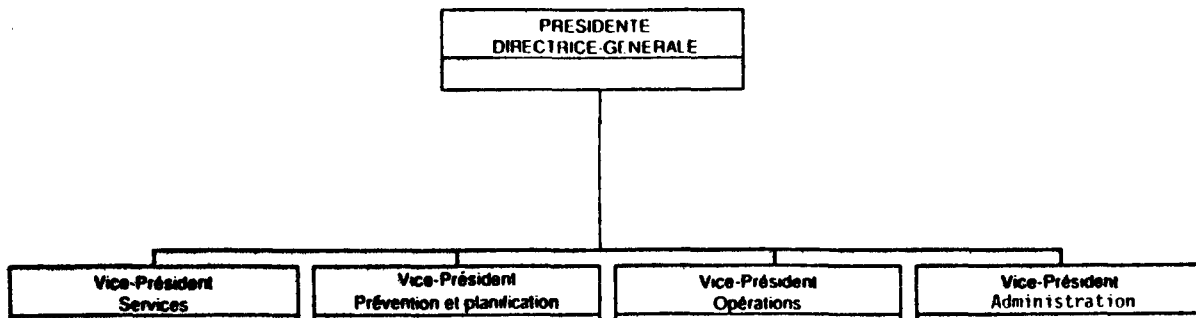 PRESIDENTE
DIRECTRICE-GENERALE
Vice-Président
Services
Vice-Président
Prévention et planification
Vice-Président
Opérations
Vice-Président
Administration